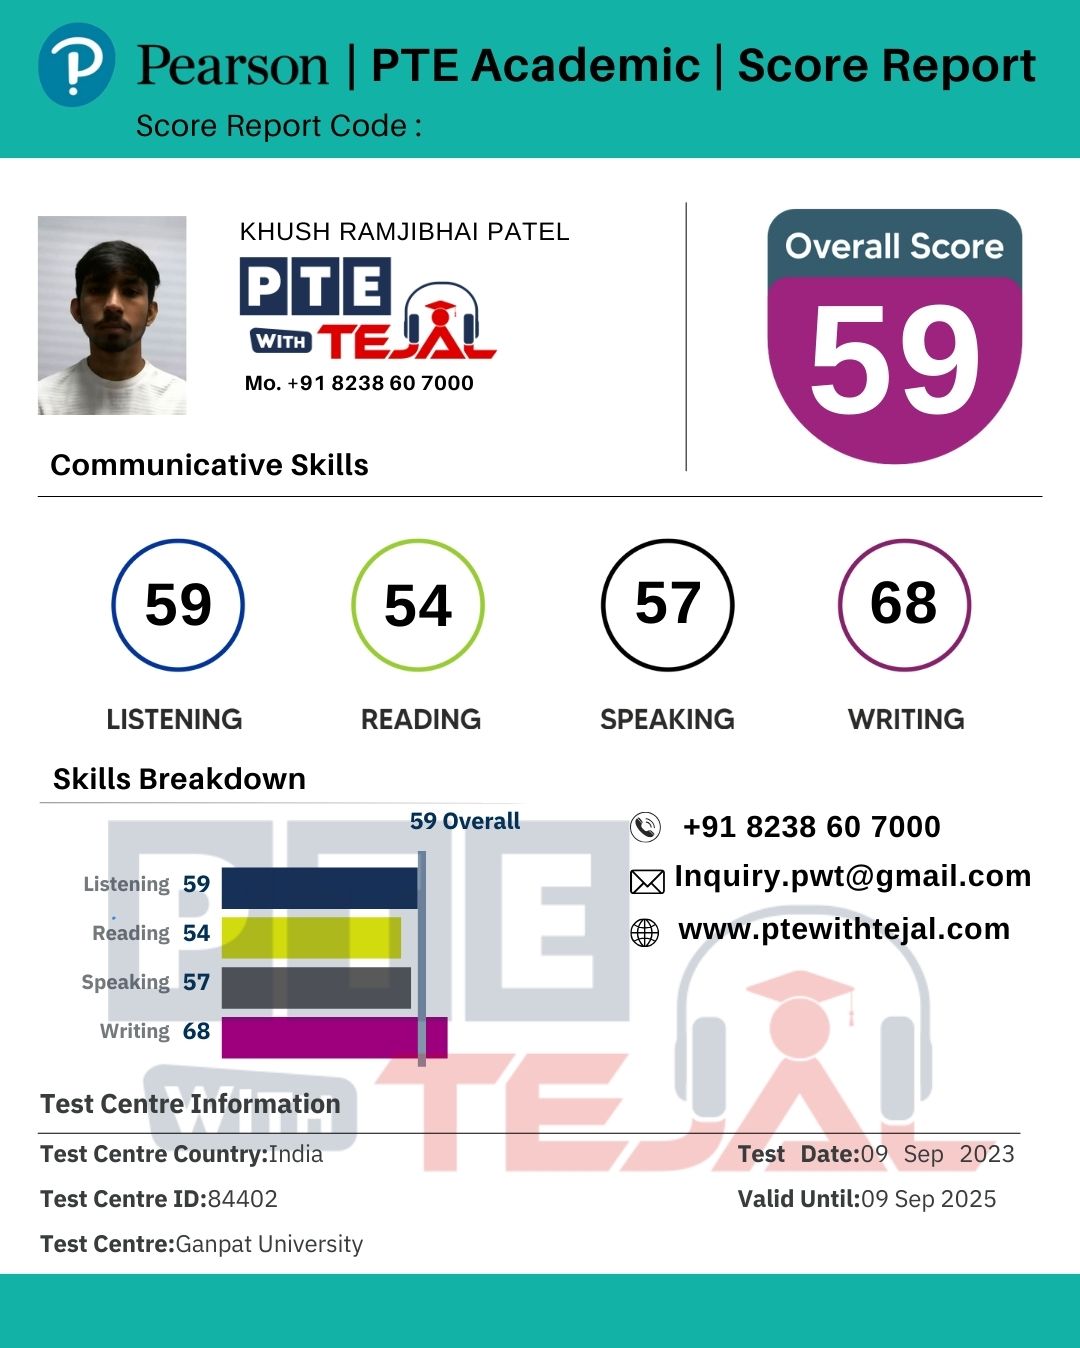 Pearson | PTE Academic | Score Report
Score Report Code :
KHUSH RAMJIBHAI PATEL
PTE
WITH TEJAL
Mo. +91 8238 60 7000
Overall Score
59
Communicative Skills
59 54 57 68
LISTENING READING SPEAKING WRITING
Skills Breakdown
59 Overall
+91 8238 60 7000
Inquiry.pwt@gmail.com
www.ptewithtejal.com
Listening 59
Reading 54
Speaking 57
Writing 68
PTE
WITH TEJAL
Test Centre Information
Test Centre Country:India
Test Date:09 Sep 2023
Test Centre ID:84402
Valid Until:09 Sep 2025
Test Centre:Ganpat University